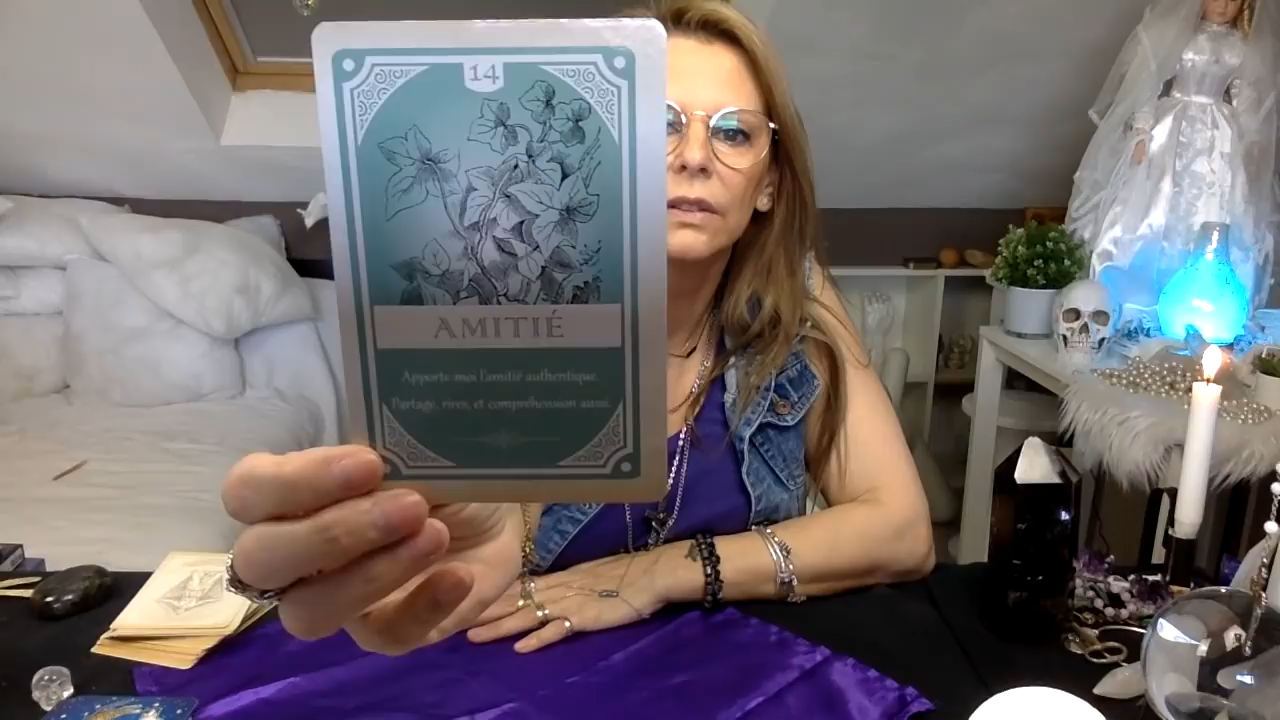 14
AMITIÉ
Apporte-moi l'amitié authentique.
Partage, rires, et compréhension aussi.